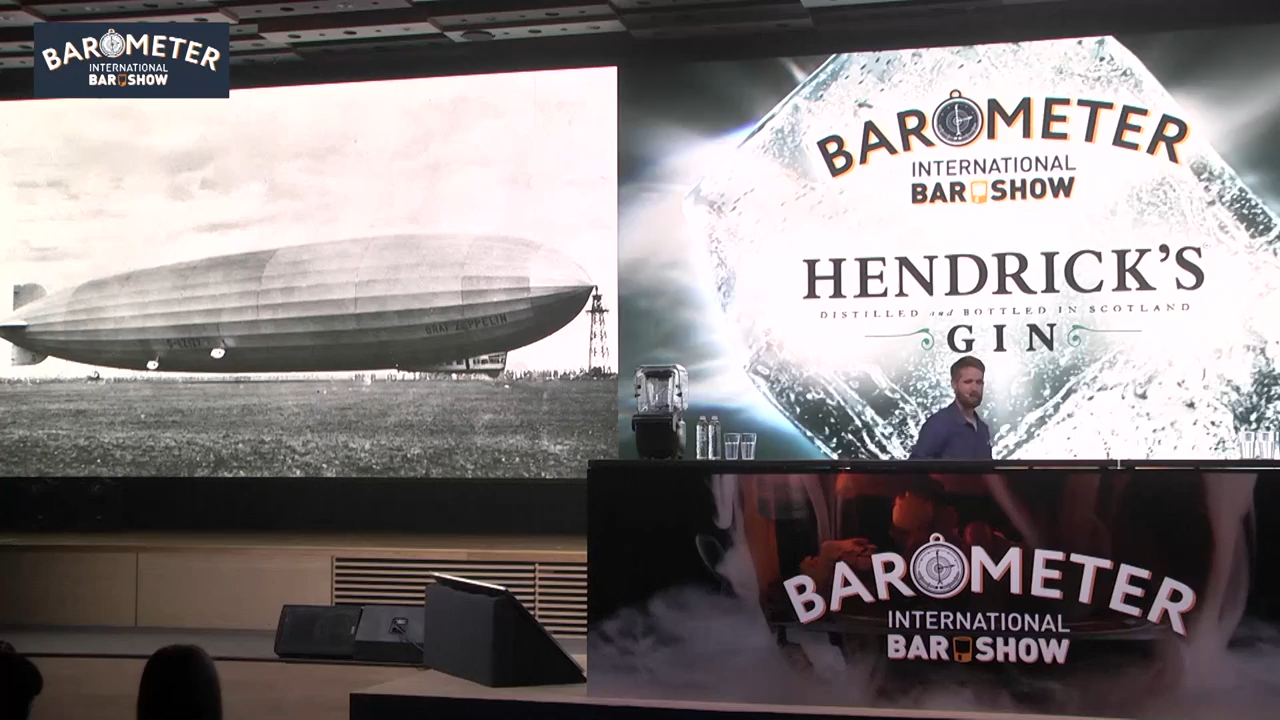 BAROMETER
INTERNATIONAL
BAR SHOW
GRAF ZEPPELIN
BAROMETER
INTERNATIONAL
BAR SHOW
HENDRICK'S
DISTILLED and BOTTLED IN SCOTLAND
GIN
BAROMETER
INTERNATIONAL
BAR SHOW